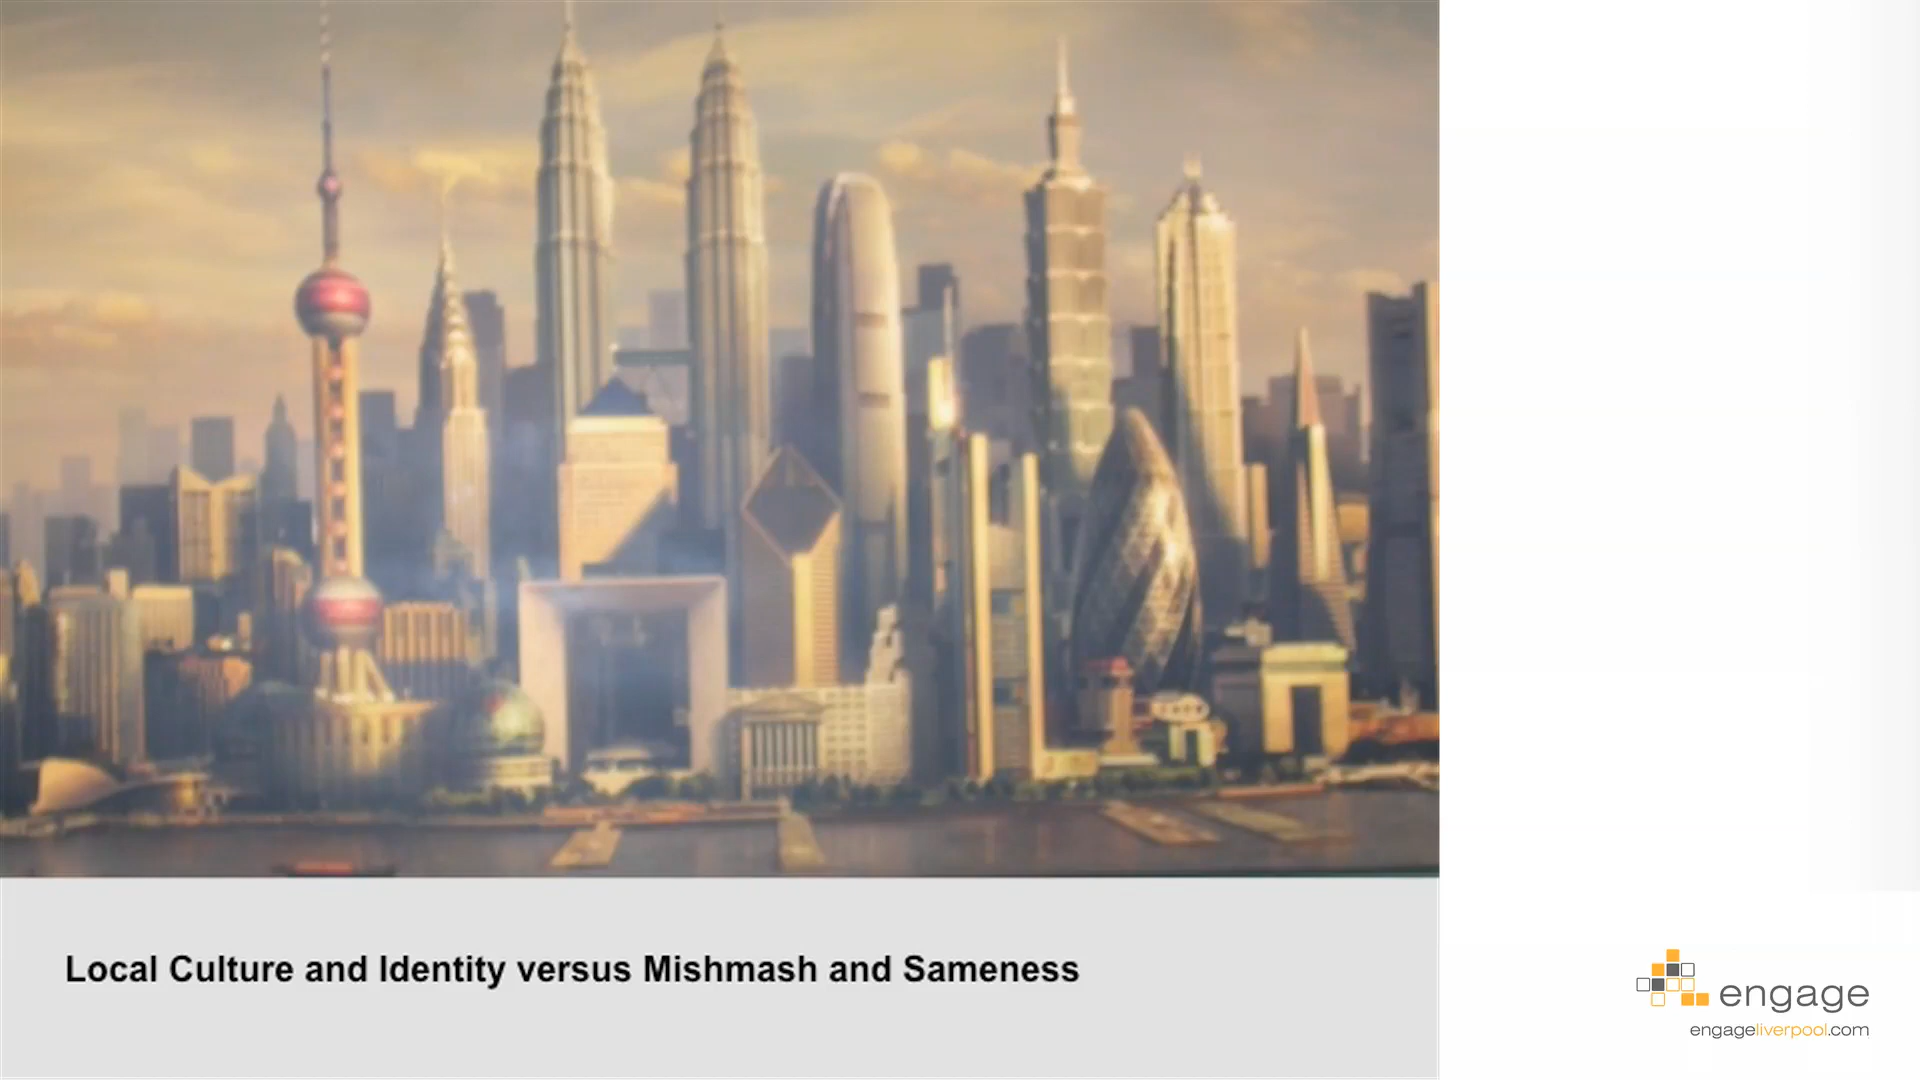 Local Culture and Identity versus Mishmash and Sameness
engage
engageliverpool.com